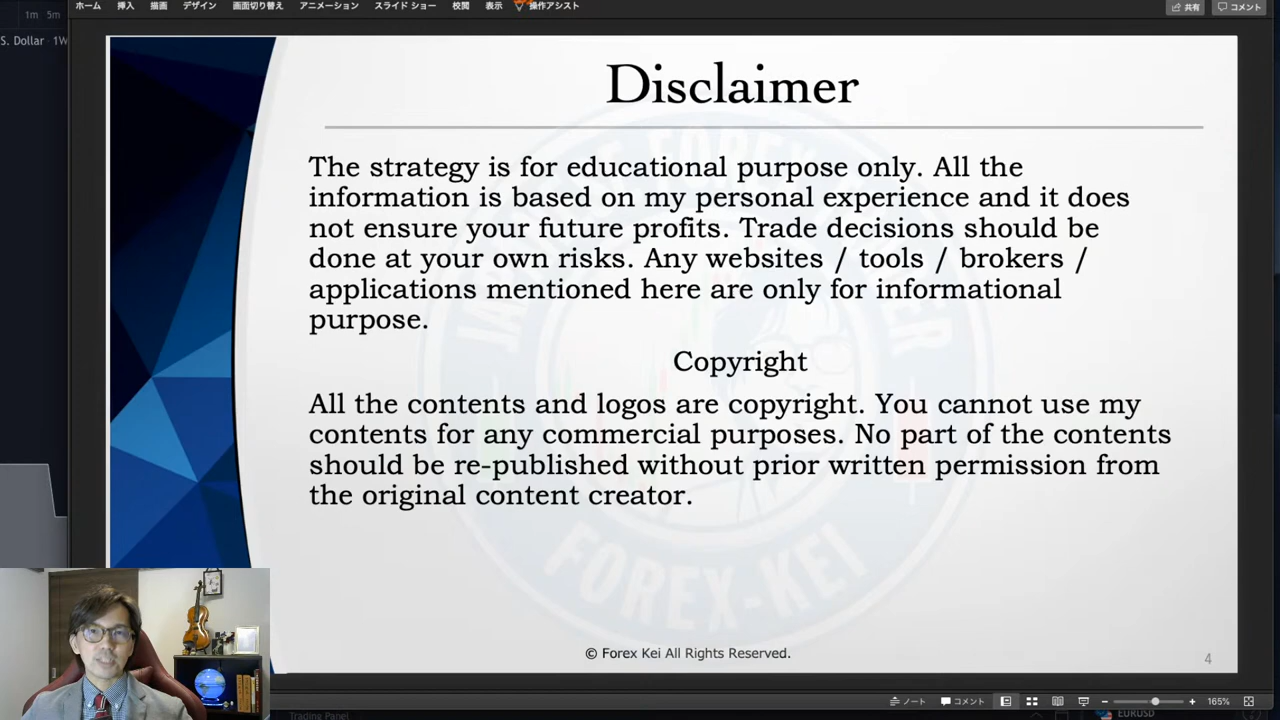 1m 5m
ホーム 挿入 描画 デザイン 画面切り替え アニメーション スライド ショー 校閲 表示 操作アシスト 共有 コメント
S. Dollar · 1W
Disclaimer
The strategy is for educational purpose only. All the
information is based on my personal experience and it does
not ensure your future profits. Trade decisions should be
done at your own risks. Any websites / tools / brokers /
applications mentioned here are only for informational
purpose.
Copyright
All the contents and logos are copyright. You cannot use my
contents for any commercial purposes. No part of the contents
should be re-published without prior written permission from
the original content creator.
FOREX-KEI
© Forex Kei All Rights Reserved.
4
ノート コメント 165%
Trading Panel
EURUSD